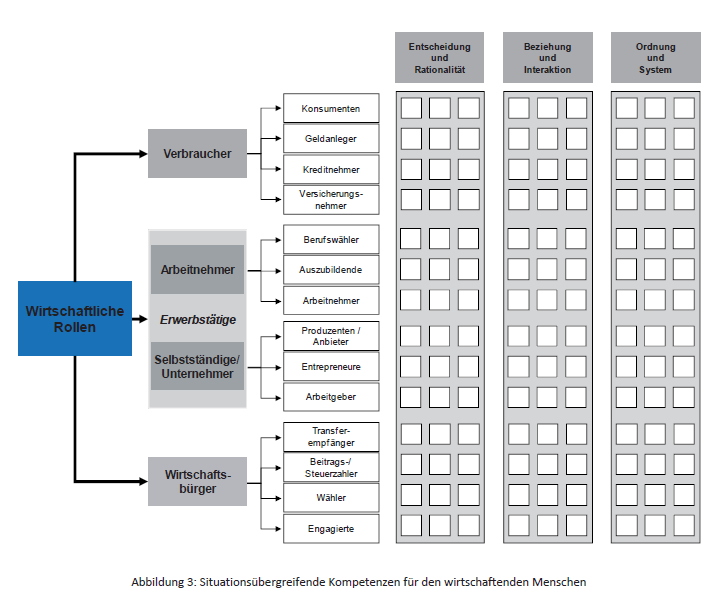 Entscheidung
und
Rationalität
Beziehung
und
Interaktion
Ordnung
und
System
Wirtschaftliche
Rollen
Verbraucher
Konsumenten
Geldanleger
Kreditnehmer
Versicherungs-
nehmer
Erwerbstätige
Arbeitnehmer
Berufswähler
Auszubildende
Arbeitnehmer
Selbstständige/
Unternehmer
Produzenten /
Anbieter
Entrepreneure
Arbeitgeber
Wirtschafts-
bürger
Transfer-
empfänger
Beitrags-/
Steuerzahler
Wähler
Engagierte
Abbildung 3: Situationsübergreifende Kompetenzen für den wirtschaftenden Menschen